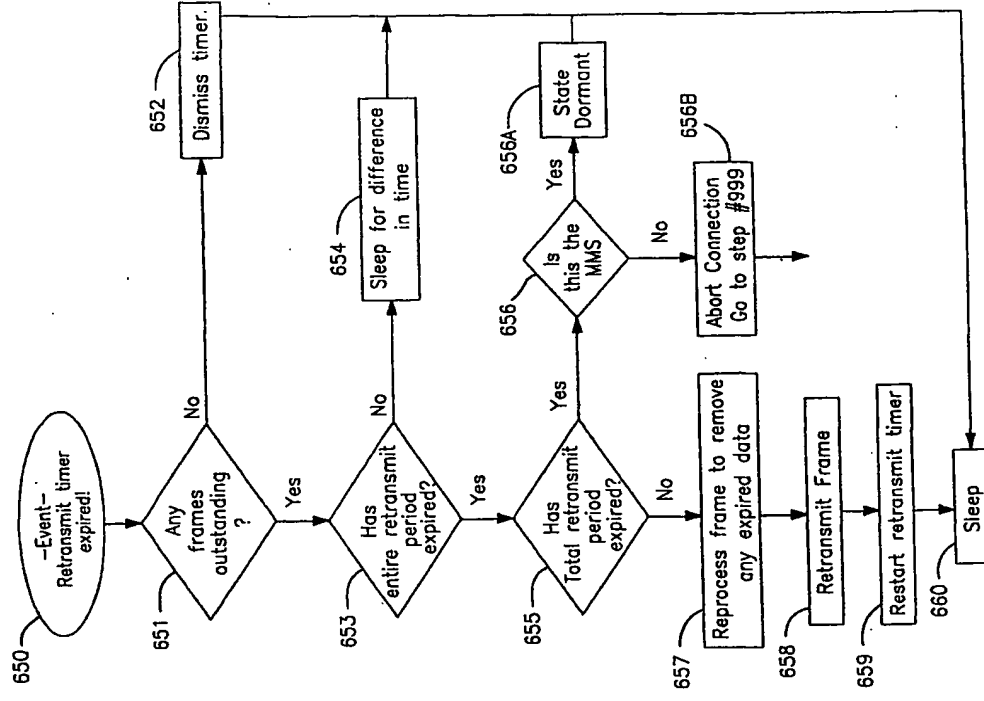 650
–Event–
Retransmit timer
expired!
651
Any
frames
outstanding
?
No
652
Dismiss timer.
Yes
653
Has
entire retransmit
period
expired?
No
654
Sleep for difference
in time
Yes
655
Has
Total retransmit
period
expired?
Yes
656
Is
this the
MMS
Yes
656A
State
Dormant
No
656B
Abort Connection
Go to step #999
No
657
Reprocess frame to remove
any expired data
658
Retransmit Frame
659
Restart retransmit timer
660
Sleep